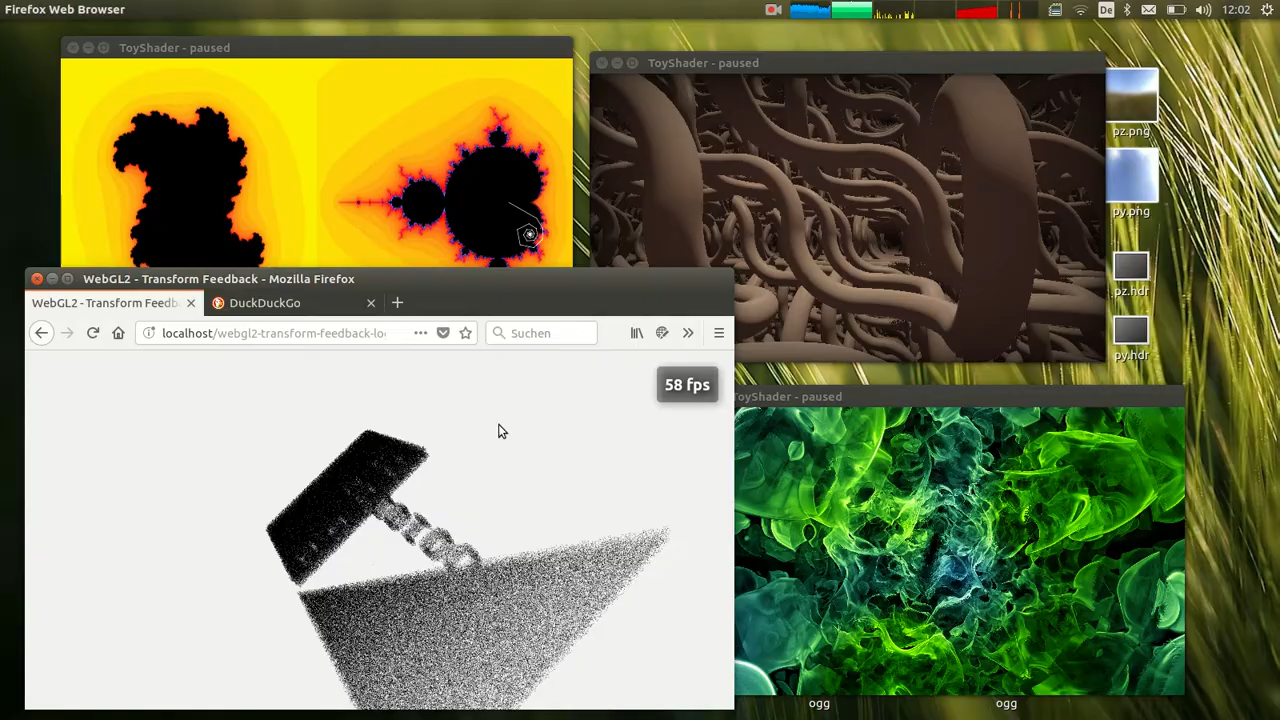 Firefox Web Browser
De
12:02
ToyShader - paused
ToyShader - paused
pz.png
py.png
pz.hdr
py.hdr
WebGL2 - Transform Feedback - Mozilla Firefox
WebGL2 - Transform Feedb
DuckDuckGo
localhost/webgl2-transform-feedback-lo
Suchen
58 fps
ToyShader - paused
ogg
ogg